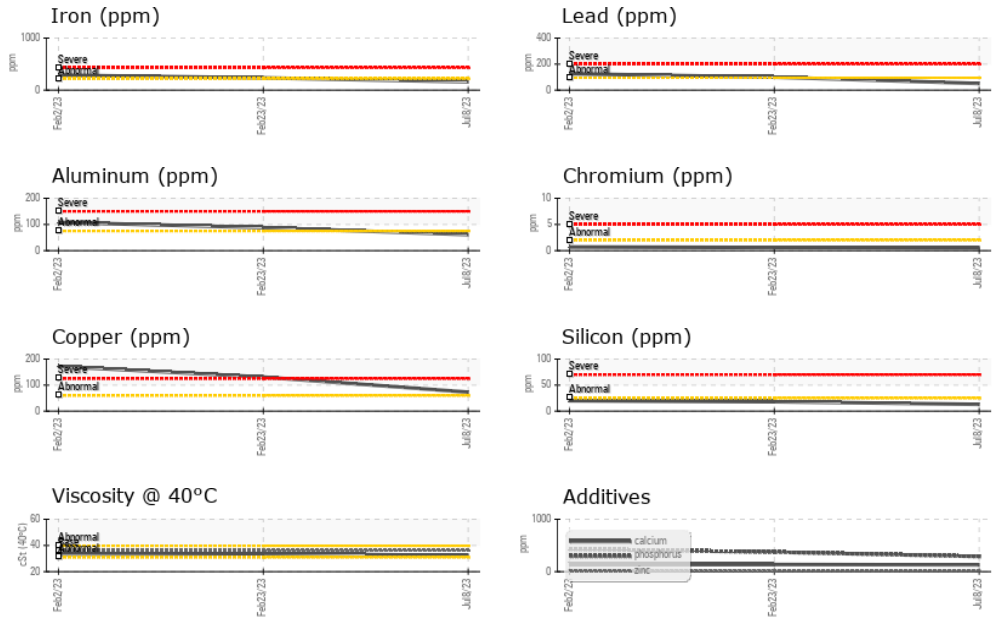 Iron (ppm)
1000
0
ppm
Severe
Abnormal
Feb2/23
Feb23/23
Jul8/23
Lead (ppm)
400
200
0
ppm
Severe
Abnormal
Feb2/23
Feb23/23
Jul8/23
Aluminum (ppm)
200
100
0
ppm
Severe
Abnormal
Feb2/23
Feb23/23
Jul8/23
Chromium (ppm)
10
5
0
ppm
Severe
Abnormal
Feb2/23
Feb23/23
Jul8/23
Copper (ppm)
200
100
0
ppm
Severe
Abnormal
Feb2/23
Feb23/23
Jul8/23
Silicon (ppm)
100
50
0
ppm
Severe
Abnormal
Feb2/23
Feb23/23
Jul8/23
Viscosity @ 40°C
60
40
20
cSt (40°C)
Abnormal
Abnormal
Feb2/23
Feb23/23
Jul8/23
Additives
1000
0
ppm
calcium
phosphorus
zinc
Feb2/23
Feb23/23
Jul8/23